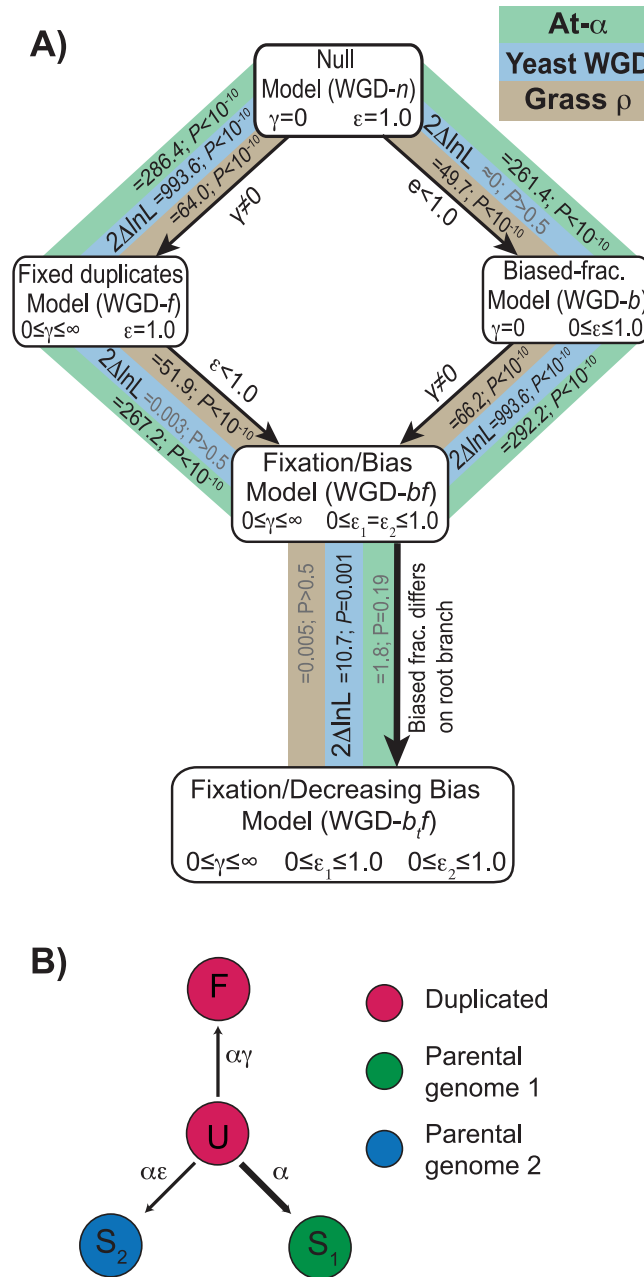 A)
At-α
Yeast WGD
Grass ρ
Null
Model (WGD-n)
γ=0 ε=1.0
=286.4; P<10⁻¹⁰
2ΔlnL =993.6; P<10⁻¹⁰
=64.0; P<10⁻¹⁰
γ≠0
=261.4; P<10⁻¹⁰
2ΔlnL ≈0; P>0.5
=49.7; P<10⁻¹⁰
e<1.0
Fixed duplicates
Model (WGD-f)
0≤γ≤∞ ε=1.0
Biased-frac.
Model (WGD-b)
γ=0 0≤ε≤1.0
ε<1.0
=51.9; P<10⁻¹⁰
2ΔlnL =0.003; P>0.5
=267.2; P<10⁻¹⁰
γ≠0
=66.2; P<10⁻¹⁰
2ΔlnL =993.6; P<10⁻¹⁰
=292.2; P<10⁻¹⁰
Fixation/Bias
Model (WGD-bf)
0≤γ≤∞ 0≤ε₁=ε₂≤1.0
=0.005; P>0.5
2ΔlnL =10.7; P=0.001
=1.8; P=0.19
Biased frac. differs
on root branch
Fixation/Decreasing Bias
Model (WGD-bₜf)
0≤γ≤∞ 0≤ε₁≤1.0 0≤ε₂≤1.0
B)
F
αγ
U
αε
α
S₂
S₁
Duplicated
Parental
genome 1
Parental
genome 2